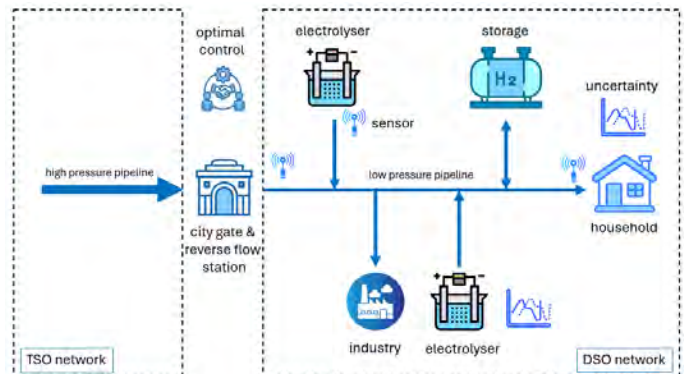 optimal
control
electrolyser
storage
H2
uncertainty
sensor
high pressure pipeline
low pressure pipeline
city gate &
reverse flow
station
household
industry
electrolyser
TSO network
DSO network